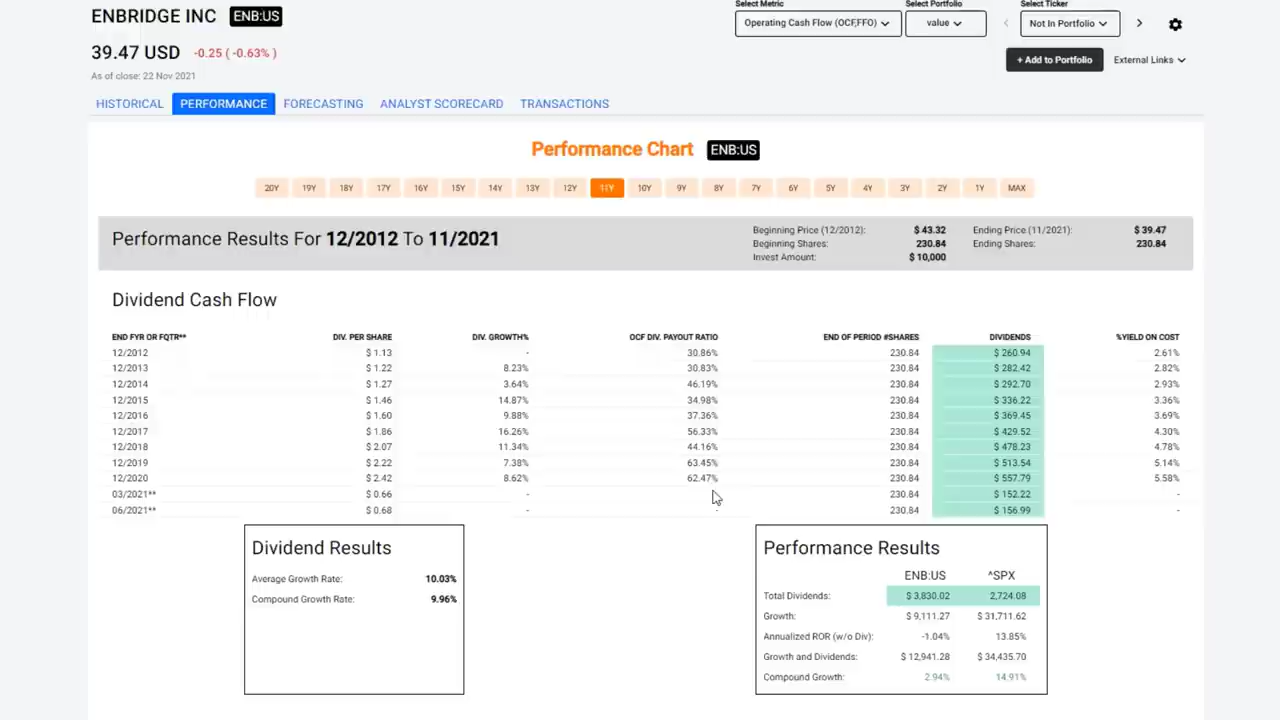 ENBRIDGE INC ENB:US
Select Metric Select Portfolio Select Ticker
Operating Cash Flow (OCF,FFO) value Not In Portfolio
39.47 USD -0.25 ( -0.63% )
+ Add to Portfolio External Links
As of close: 22 Nov 2021
HISTORICAL PERFORMANCE FORECASTING ANALYST SCORECARD TRANSACTIONS
Performance Chart ENB:US
20Y 19Y 18Y 17Y 16Y 15Y 14Y 13Y 12Y 11Y 10Y 9Y 8Y 7Y 6Y 5Y 4Y 3Y 2Y 1Y MAX
Performance Results For 12/2012 To 11/2021
Beginning Price (12/2012): $ 43.32 Ending Price (11/2021): $ 39.47
Beginning Shares: 230.84 Ending Shares: 230.84
Invest Amount: $ 10,000
Dividend Cash Flow
END FYR OR FQTR** DIV. PER SHARE DIV. GROWTH% OCF DIV. PAYOUT RATIO END OF PERIOD #SHARES DIVIDENDS %YIELD ON COST
12/2012 $ 1.13 - 30.86% 230.84 $ 260.94 2.61%
12/2013 $ 1.22 8.23% 30.83% 230.84 $ 282.42 2.82%
12/2014 $ 1.27 3.64% 46.19% 230.84 $ 292.70 2.93%
12/2015 $ 1.46 14.87% 34.98% 230.84 $ 336.22 3.36%
12/2016 $ 1.60 9.88% 37.36% 230.84 $ 369.45 3.69%
12/2017 $ 1.86 16.26% 56.33% 230.84 $ 429.52 4.30%
12/2018 $ 2.07 11.34% 44.16% 230.84 $ 478.23 4.78%
12/2019 $ 2.22 7.38% 63.45% 230.84 $ 513.54 5.14%
12/2020 $ 2.42 8.62% 62.47% 230.84 $ 557.79 5.58%
03/2021** $ 0.66 - - 230.84 $ 152.22 -
06/2021** $ 0.68 - - 230.84 $ 156.99 -
Dividend Results
Average Growth Rate: 10.03%
Compound Growth Rate: 9.96%
Performance Results
ENB:US ^SPX
Total Dividends: $ 3,830.02 2,724.08
Growth: $ 9,111.27 $ 31,711.62
Annualized ROR (w/o Div): -1.04% 13.85%
Growth and Dividends: $ 12,941.28 $ 34,435.70
Compound Growth: 2.94% 14.91%